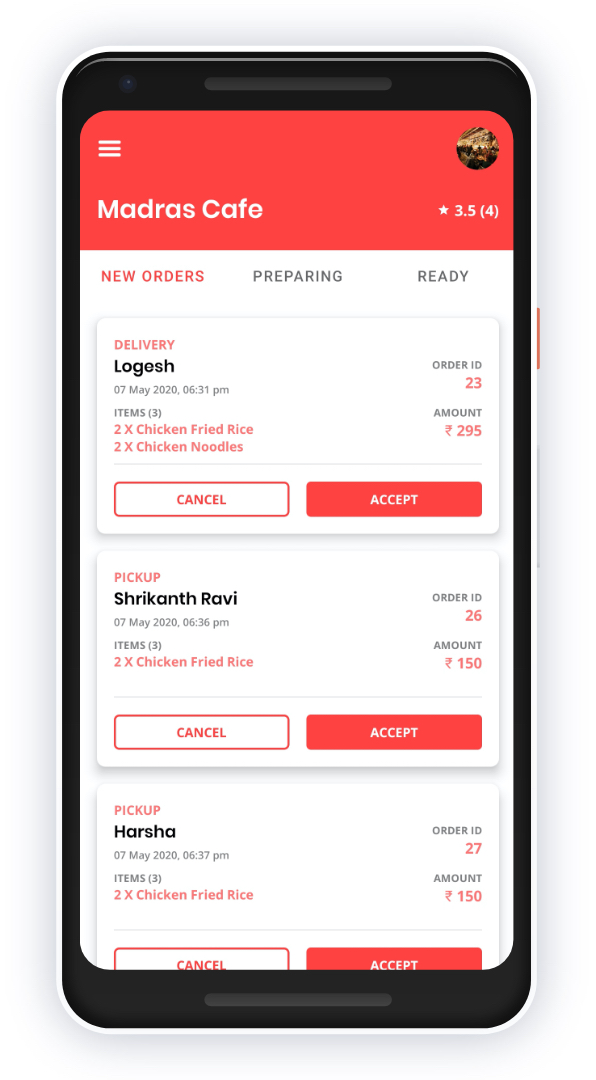 Madras Cafe
★ 3.5 (4)
NEW ORDERS PREPARING READY
DELIVERY
Logesh
ORDER ID
07 May 2020, 06:31 pm
23
ITEMS (3)
AMOUNT
2 X Chicken Fried Rice
₹ 295
2 X Chicken Noodles
CANCEL ACCEPT
PICKUP
Shrikanth Ravi
ORDER ID
07 May 2020, 06:36 pm
26
ITEMS (3)
AMOUNT
2 X Chicken Fried Rice
₹ 150
CANCEL ACCEPT
PICKUP
Harsha
ORDER ID
07 May 2020, 06:37 pm
27
ITEMS (3)
AMOUNT
2 X Chicken Fried Rice
₹ 150
CANCEL ACCEPT